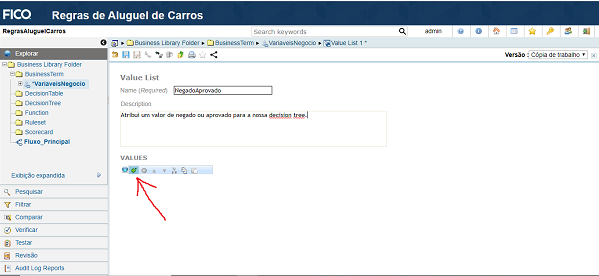 FICO Regras de Aluguel de Carros
RegrasAluguelCarros Search keywords admin
Explorar Business Library Folder BusinessTerm VariaveisNegocio Value List 1 *
Versão : Cópia de trabalho
Business Library Folder
BusinessTerm
*VariaveisNegocio
DecisionTable
DecisionTree
Function
Ruleset
Scorecard
Fluxo_Principal
Exibição expandida
Pesquisar
Filtrar
Comparar
Verificar
Testar
Revisão
Audit Log Reports
Value List
Name (Required) NegadoAprovado
Description
Atribui um valor de negado ou aprovado para a nossa decision tree.
VALUES